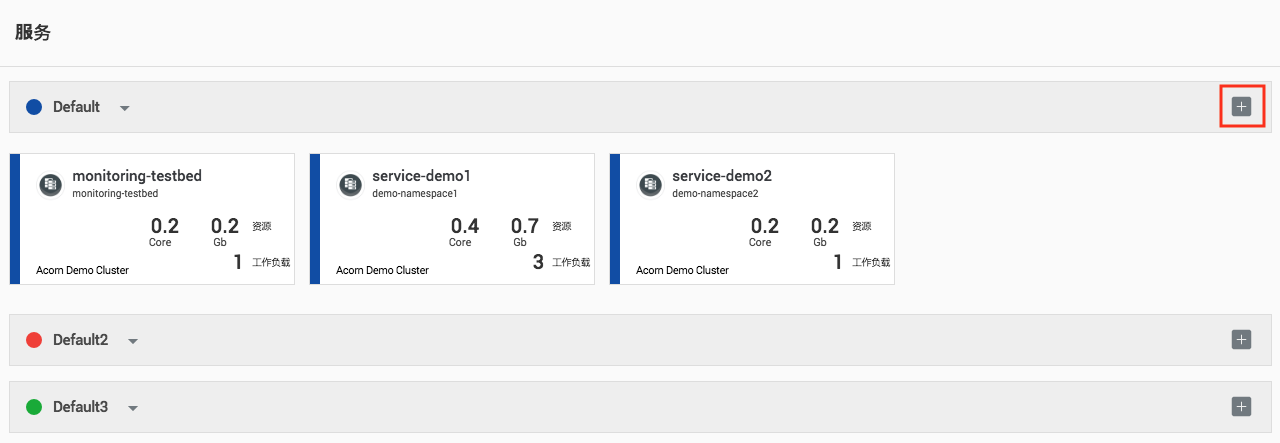 服务
Default
monitoring-testbed
monitoring-testbed
0.2 0.2 资源
Core Gb
1 工作负载
Acorn Demo Cluster
service-demo1
demo-namespace1
0.4 0.7 资源
Core Gb
3 工作负载
Acorn Demo Cluster
service-demo2
demo-namespace2
0.2 0.2 资源
Core Gb
1 工作负载
Acorn Demo Cluster
Default2
Default3